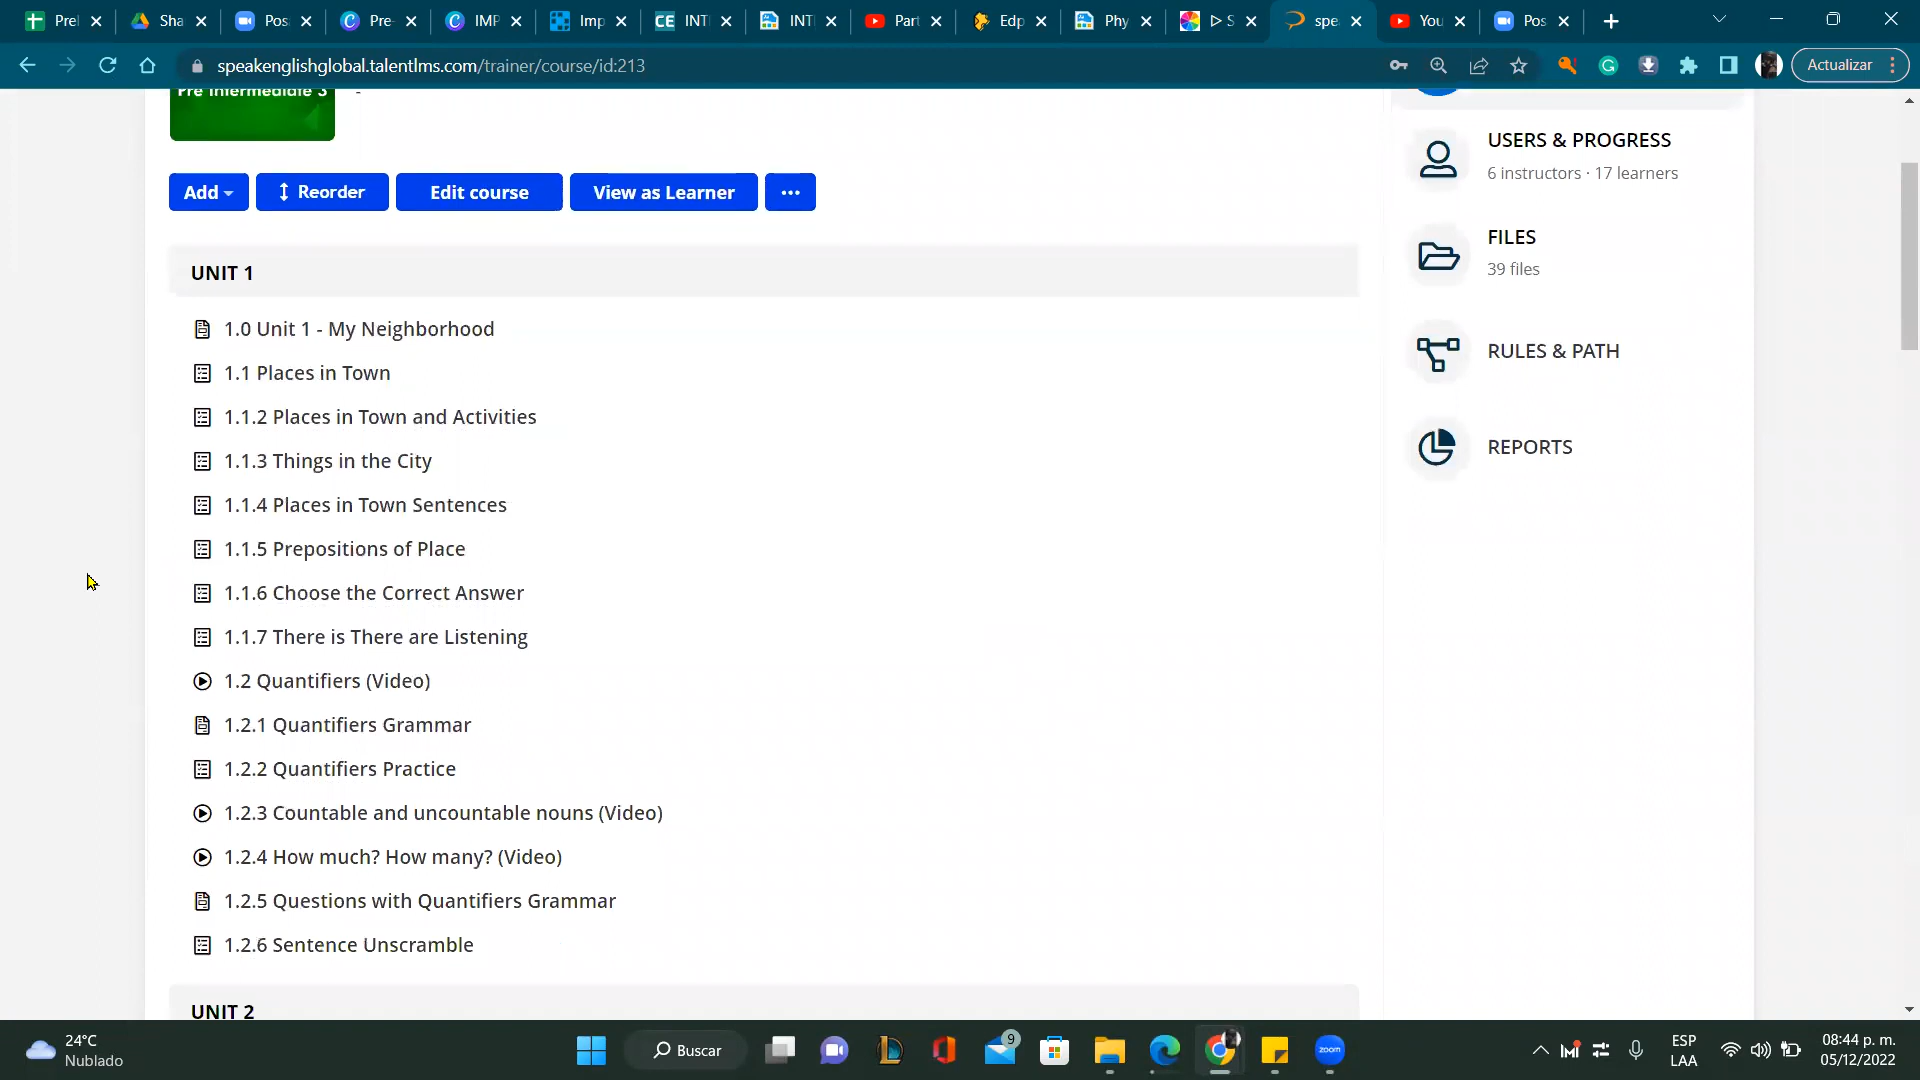 Prel
Sha
Pos
Pre-
IMP
Imp
INT
INT
Part
Edp
Phy
ᐅ S
spe
You
Pos
speakenglishglobal.talentlms.com/trainer/course/id:213
Actualizar
Pre Intermediate 3
-
Add
Reorder
Edit course
View as Learner
...
UNIT 1
1.0 Unit 1 - My Neighborhood
1.1 Places in Town
1.1.2 Places in Town and Activities
1.1.3 Things in the City
1.1.4 Places in Town Sentences
1.1.5 Prepositions of Place
1.1.6 Choose the Correct Answer
1.1.7 There is There are Listening
1.2 Quantifiers (Video)
1.2.1 Quantifiers Grammar
1.2.2 Quantifiers Practice
1.2.3 Countable and uncountable nouns (Video)
1.2.4 How much? How many? (Video)
1.2.5 Questions with Quantifiers Grammar
1.2.6 Sentence Unscramble
UNIT 2
USERS & PROGRESS
6 instructors · 17 learners
FILES
39 files
RULES & PATH
REPORTS
24°C
Nublado
Buscar
9
zoom
ESP
LAA
08:44 p. m.
05/12/2022